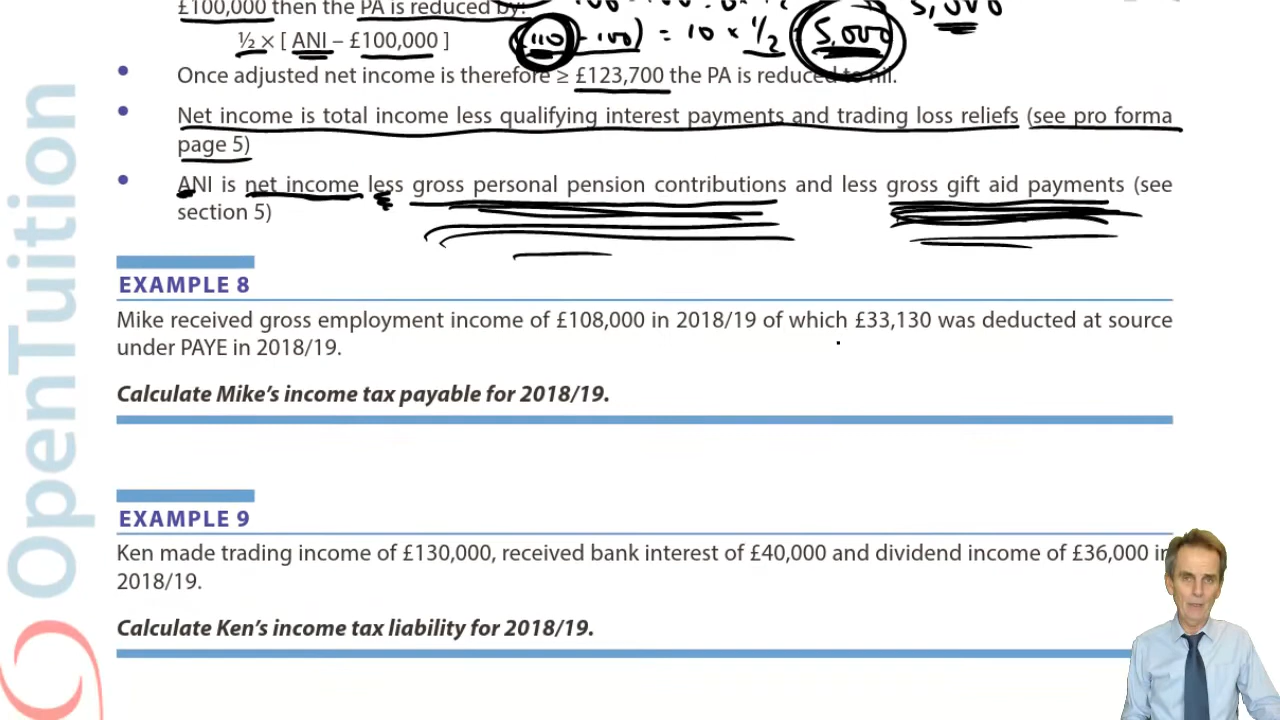 £100,000 then the PA is reduced by:
5,000
½ × [ ANI – £100,000 ]
(110 - 100) = 10 × ½ 5,000
Once adjusted net income is therefore ≥ £123,700 the PA is reduced to nil.
Net income is total income less qualifying interest payments and trading loss reliefs (see pro forma
page 5)
ANI is net income less gross personal pension contributions and less gross gift aid payments (see
section 5)
EXAMPLE 8
Mike received gross employment income of £108,000 in 2018/19 of which £33,130 was deducted at source
under PAYE in 2018/19.
Calculate Mike's income tax payable for 2018/19.
EXAMPLE 9
Ken made trading income of £130,000, received bank interest of £40,000 and dividend income of £36,000 in
2018/19.
Calculate Ken's income tax liability for 2018/19.
OpenTuition